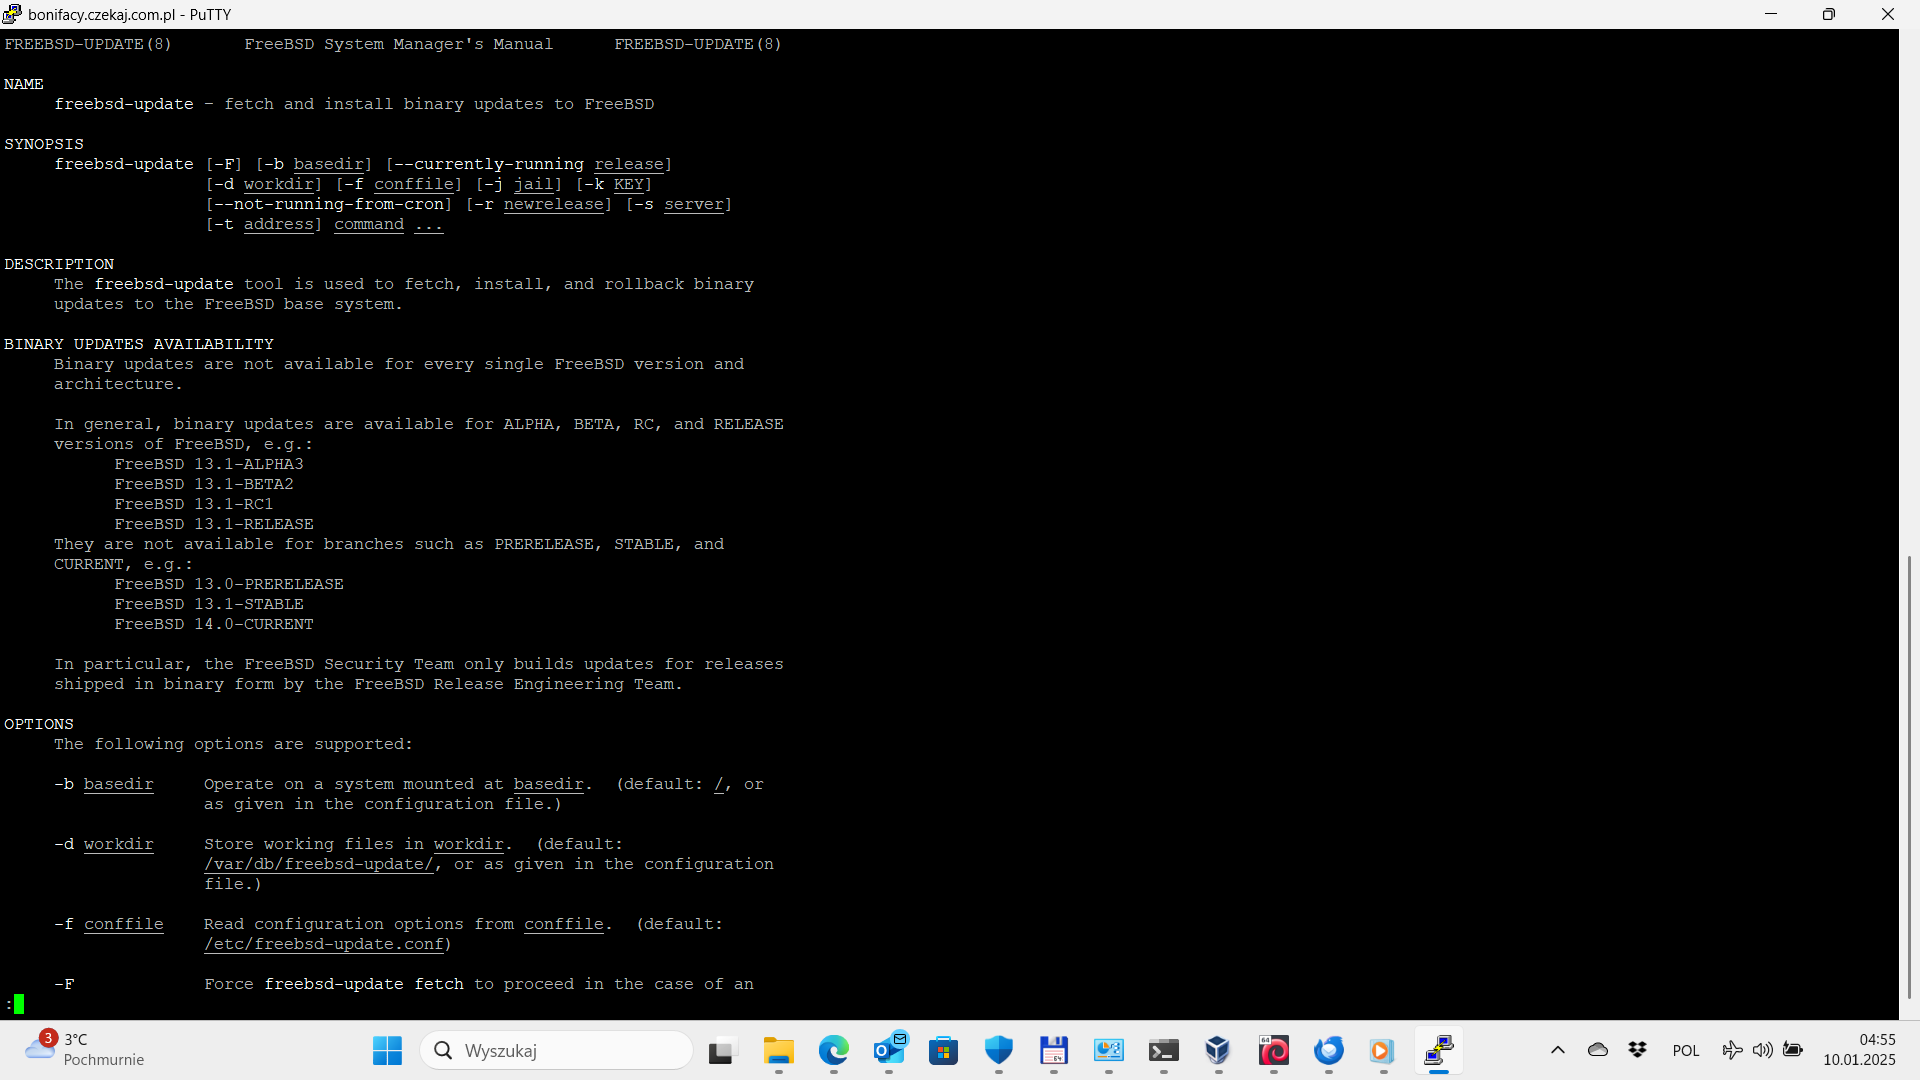 bonifacy.czekaj.com.pl - PuTTY
FREEBSD-UPDATE(8) FreeBSD System Manager's Manual FREEBSD-UPDATE(8)
NAME
freebsd-update – fetch and install binary updates to FreeBSD
SYNOPSIS
freebsd-update [-F] [-b basedir] [--currently-running release]
[-d workdir] [-f conffile] [-j jail] [-k KEY]
[--not-running-from-cron] [-r newrelease] [-s server]
[-t address] command ...
DESCRIPTION
The freebsd-update tool is used to fetch, install, and rollback binary
updates to the FreeBSD base system.
BINARY UPDATES AVAILABILITY
Binary updates are not available for every single FreeBSD version and
architecture.
In general, binary updates are available for ALPHA, BETA, RC, and RELEASE
versions of FreeBSD, e.g.:
FreeBSD 13.1-ALPHA3
FreeBSD 13.1-BETA2
FreeBSD 13.1-RC1
FreeBSD 13.1-RELEASE
They are not available for branches such as PRERELEASE, STABLE, and
CURRENT, e.g.:
FreeBSD 13.0-PRERELEASE
FreeBSD 13.1-STABLE
FreeBSD 14.0-CURRENT
In particular, the FreeBSD Security Team only builds updates for releases
shipped in binary form by the FreeBSD Release Engineering Team.
OPTIONS
The following options are supported:
-b basedir Operate on a system mounted at basedir. (default: /, or
as given in the configuration file.)
-d workdir Store working files in workdir. (default:
/var/db/freebsd-update/, or as given in the configuration
file.)
-f conffile Read configuration options from conffile. (default:
/etc/freebsd-update.conf)
-F Force freebsd-update fetch to proceed in the case of an
:
3 3°C
Pochmurnie
Wyszukaj
64
64
POL
04:55
10.01.2025